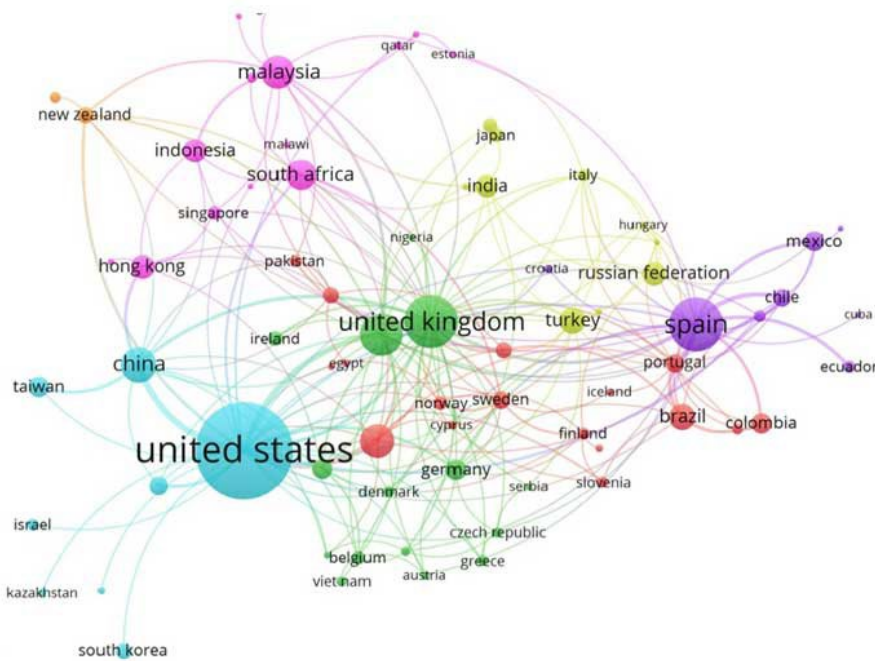 qatar
estonia
malaysia
new zealand
japan
malawi
indonesia
south africa
india
italy
singapore
hungary
nigeria
mexico
pakistan
hong kong
croatia
russian federation
chile
united kingdom
turkey
spain
cuba
ireland
china
egypt
portugal
ecuador
taiwan
iceland
norway
sweden
brazil
colombia
cyprus
finland
united states
germany
slovenia
denmark
serbia
israel
czech republic
belgium
greece
austria
vietnam
kazakhstan
south korea